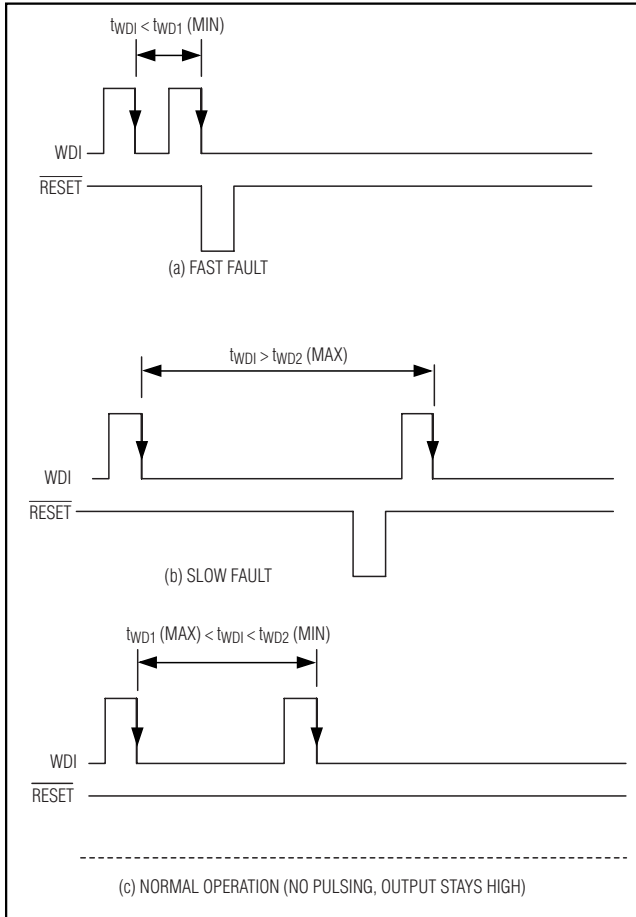 tWDI < tWD1 (MIN)
WDI
RESET
(a) FAST FAULT
tWDI > tWD2 (MAX)
WDI
RESET
(b) SLOW FAULT
tWD1 (MAX) < tWDI < tWD2 (MIN)
WDI
RESET
(c) NORMAL OPERATION (NO PULSING, OUTPUT STAYS HIGH)